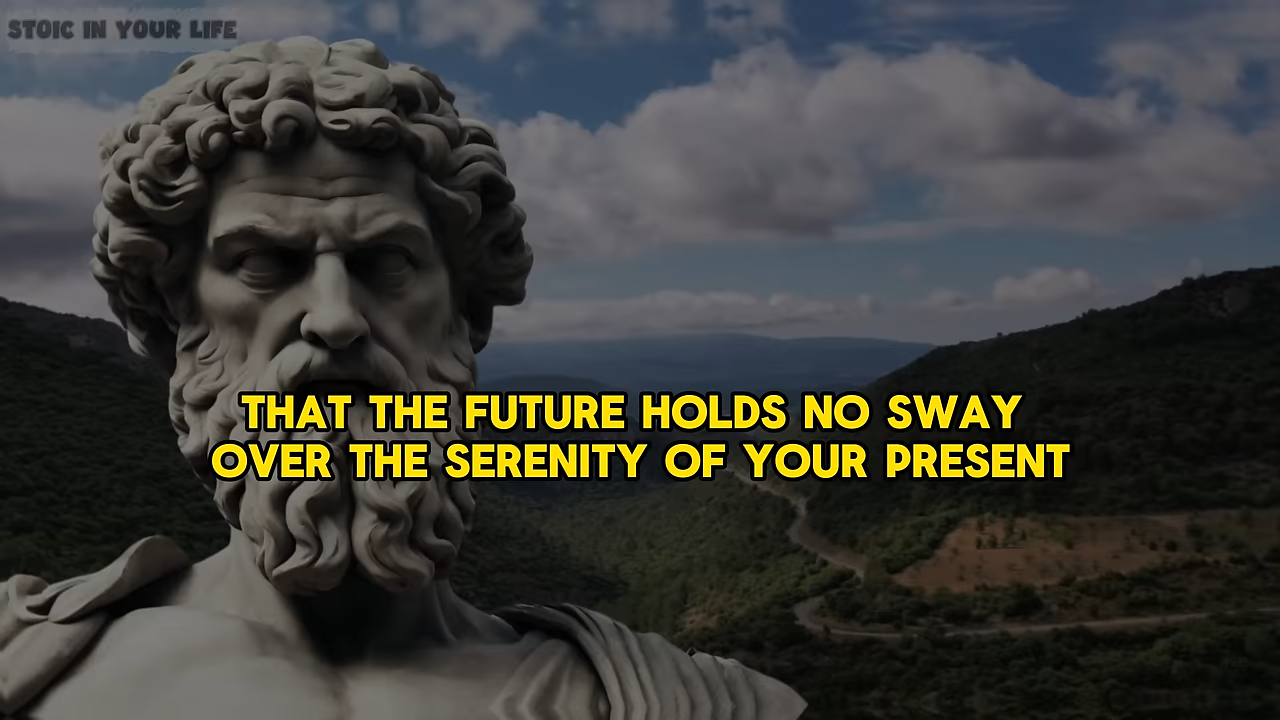 STOIC IN YOUR LIFE
THAT THE FUTURE HOLDS NO SWAY
OVER THE SERENITY OF YOUR PRESENT